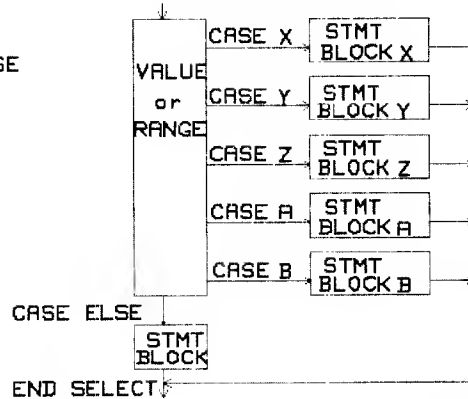 CASE X
STMT
BLOCK X
SE
VALUE
or
RANGE
CASE Y
STMT
BLOCK Y
CASE Z
STMT
BLOCK Z
CASE A
STMT
BLOCK A
CASE B
STMT
BLOCK B
CASE ELSE
STMT
BLOCK
END SELECT